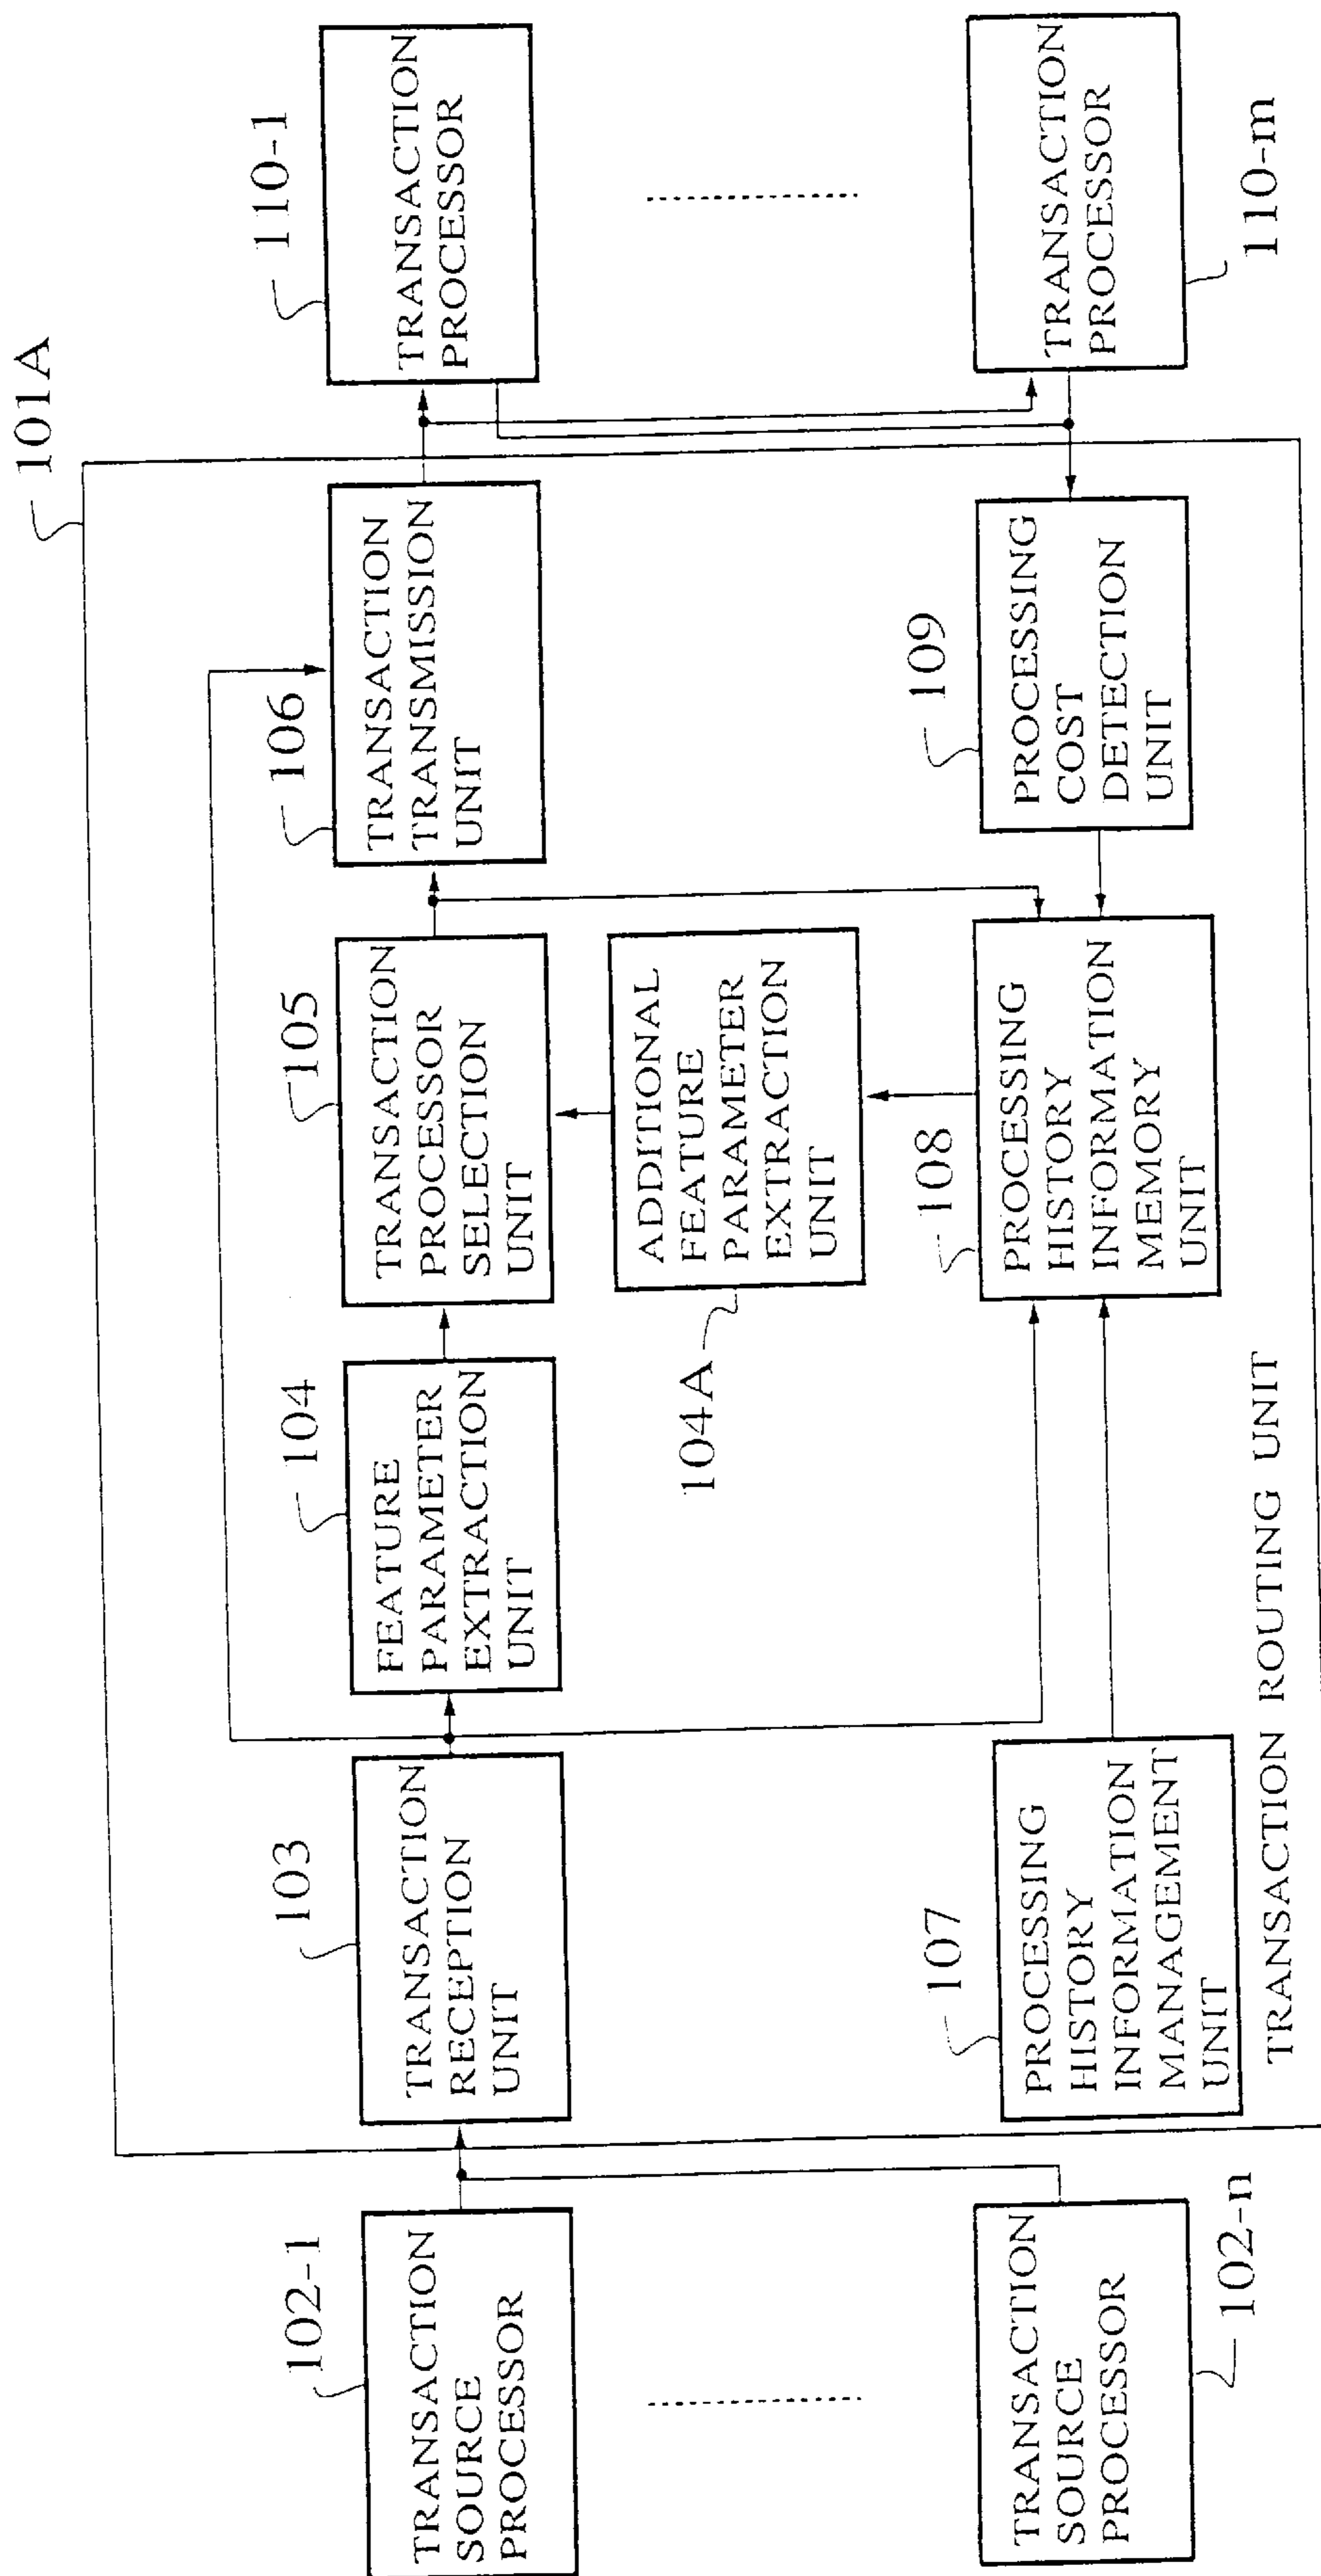 101A
102-1
TRANSACTION
SOURCE
PROCESSOR
102-n
TRANSACTION
SOURCE
PROCESSOR
103
TRANSACTION
RECEPTION
UNIT
104
FEATURE
PARAMETER
EXTRACTION
UNIT
105
TRANSACTION
PROCESSOR
SELECTION
UNIT
106
TRANSACTION
TRANSMISSION
UNIT
110-1
TRANSACTION
PROCESSOR
104A
ADDITIONAL
FEATURE
PARAMETER
EXTRACTION
UNIT
107
PROCESSING
HISTORY
INFORMATION
MANAGEMENT
UNIT
108
PROCESSING
HISTORY
INFORMATION
MEMORY
UNIT
109
PROCESSING
COST
DETECTION
UNIT
TRANSACTION
PROCESSOR
110-m
TRANSACTION ROUTING UNIT